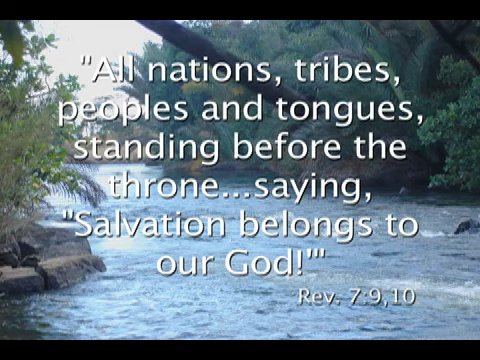 "All nations, tribes,
peoples and tongues,
standing before the
throne...saying,
"Salvation belongs to
our God!'"
Rev. 7:9,10